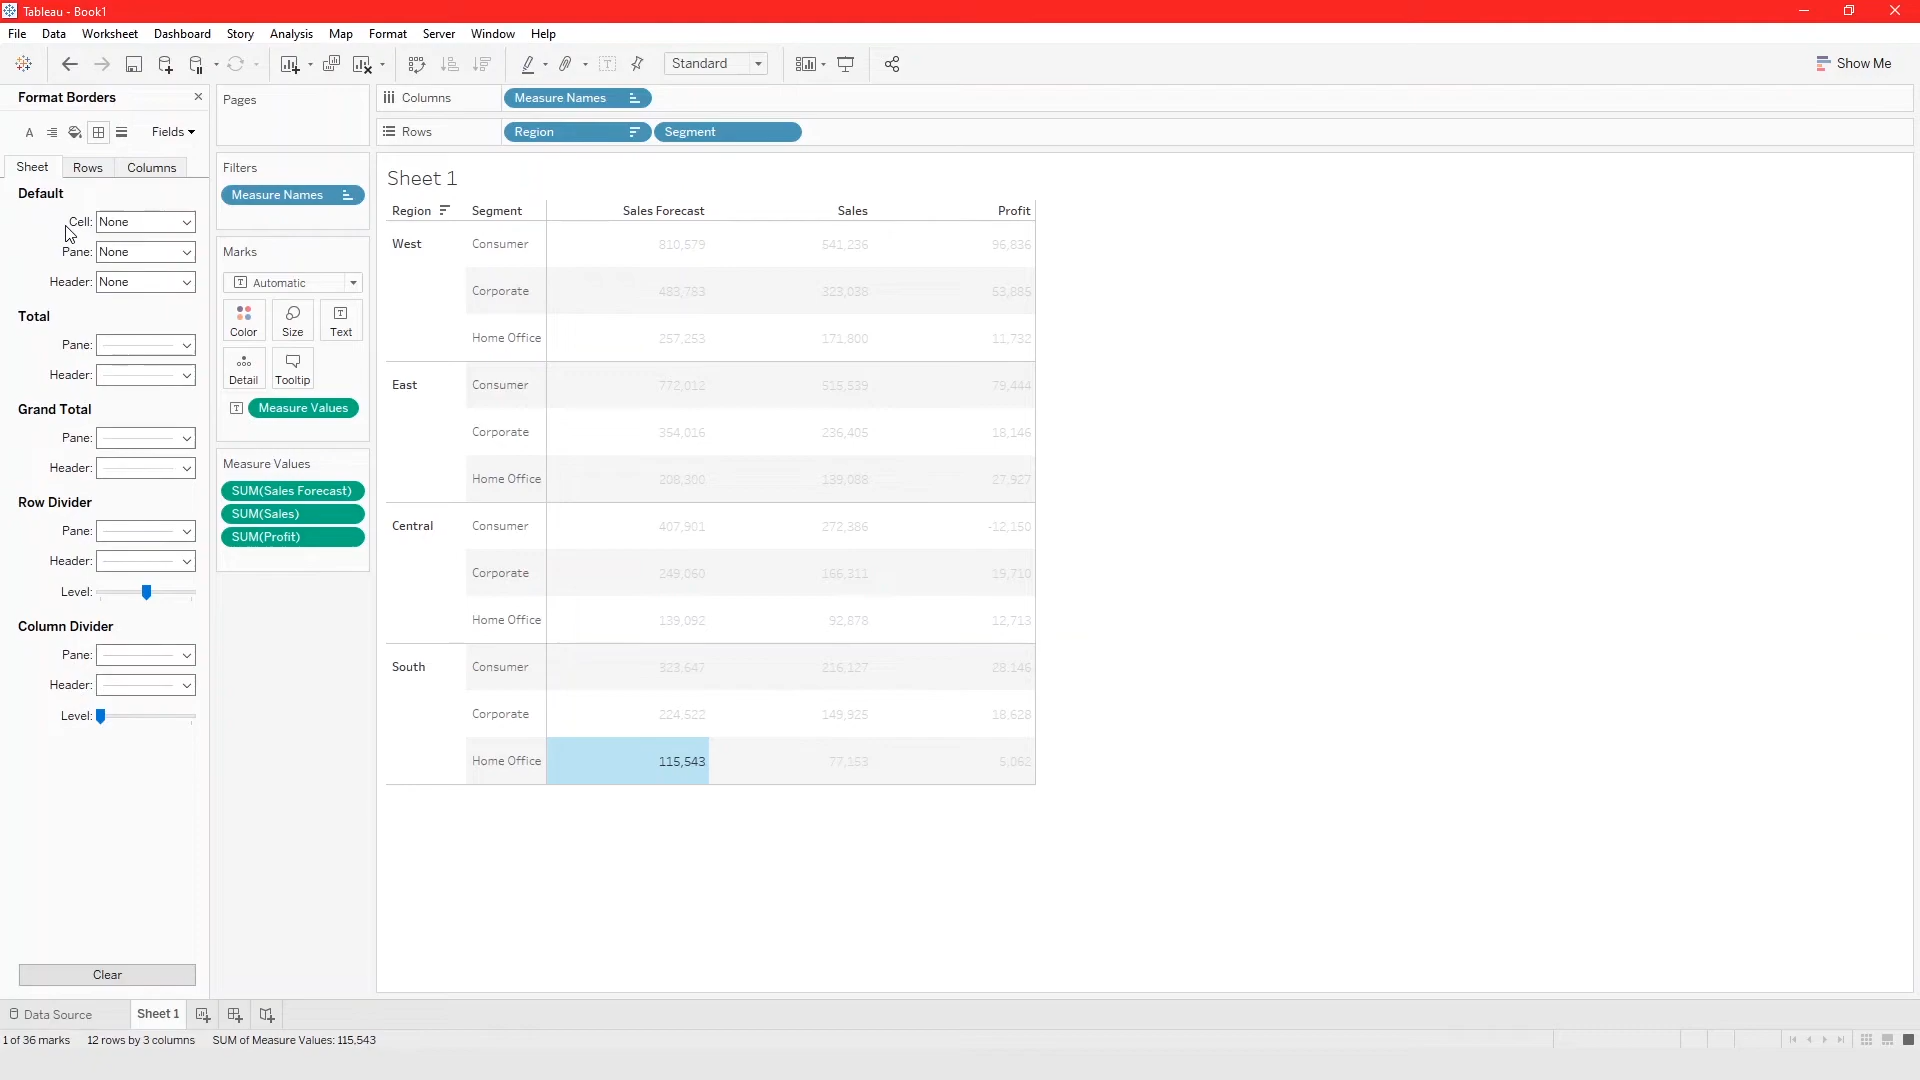 Tableau - Book1
File Data Worksheet Dashboard Story Analysis Map Format Server Window Help
Standard
Show Me
Format Borders
A Fields
Sheet Rows Columns
Default
Cell: None
Pane: None
Header: None
Total
Pane:
Header:
Grand Total
Pane:
Header:
Row Divider
Pane:
Header:
Level:
Column Divider
Pane:
Header:
Level:
Clear
Pages
Filters
Measure Names
Marks
T Automatic
Color Size Text
Detail Tooltip
T Measure Values
Measure Values
SUM(Sales Forecast)
SUM(Sales)
SUM(Profit)
Columns Measure Names
Rows Region Segment
Sheet 1
Region Segment Sales Forecast Sales Profit
West Consumer 810,579 541,236 96,836
Corporate 483,783 323,038 53,885
Home Office 257,253 171,800 11,732
East Consumer 772,012 515,539 79,444
Corporate 354,016 236,405 18,146
Home Office 208,300 139,088 27,927
Central Consumer 407,901 272,386 -12,150
Corporate 249,060 166,311 19,710
Home Office 139,092 92,878 12,713
South Consumer 323,647 216,127 28,146
Corporate 224,522 149,925 18,628
Home Office 115,543 77,153 5,062
Data Source Sheet 1
1 of 36 marks 12 rows by 3 columns SUM of Measure Values: 115,543